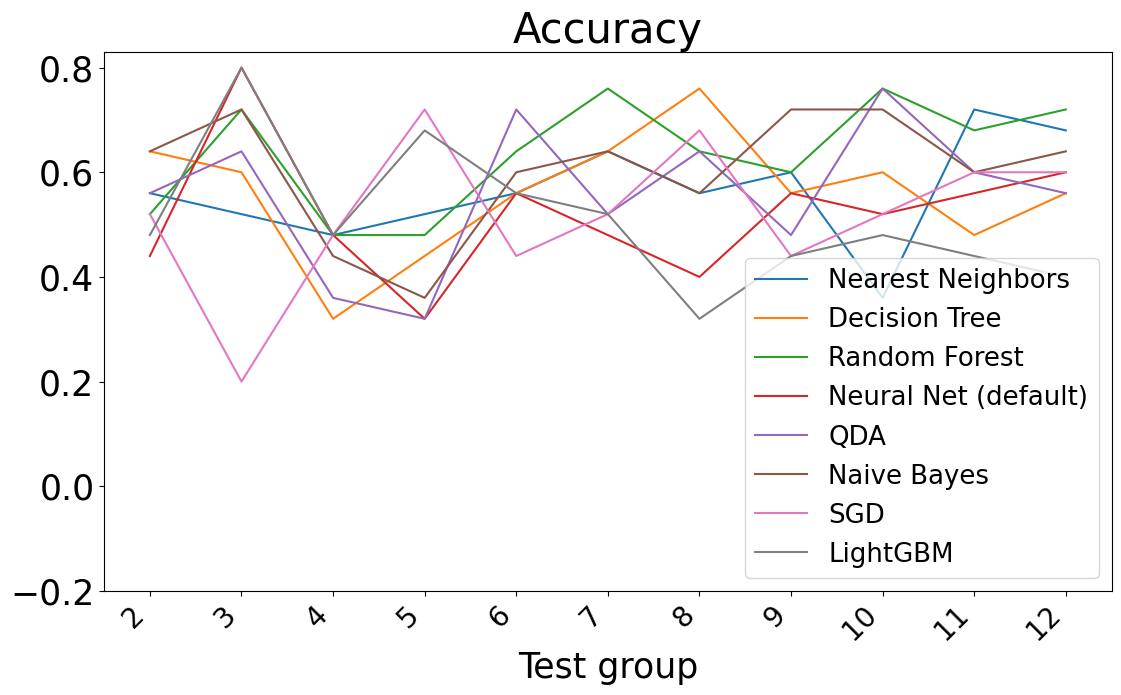 Accuracy
0.8
0.6
0.4
0.2
0.0
−0.2
2 3 4 5 6 7 8 9 10 11 12
Test group
Nearest Neighbors
Decision Tree
Random Forest
Neural Net (default)
QDA
Naive Bayes
SGD
LightGBM